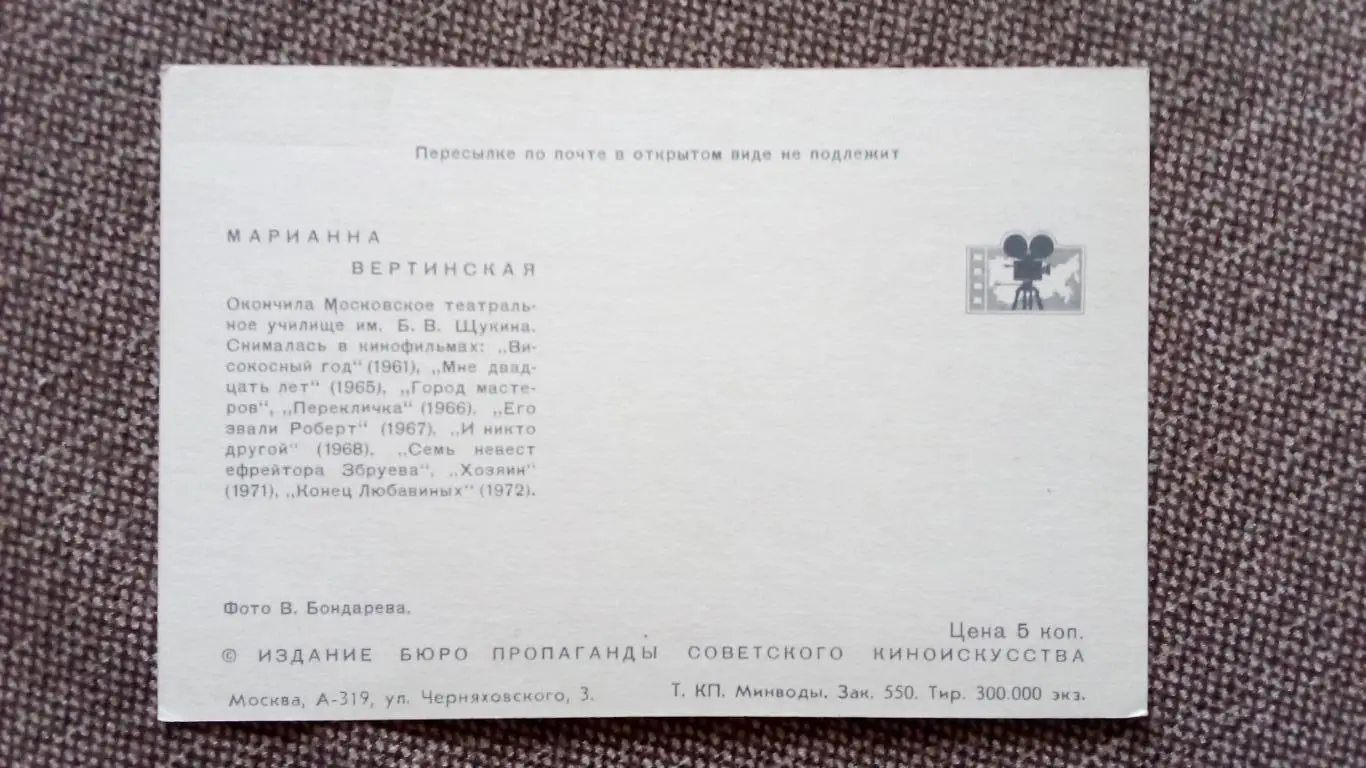 Пересылке по почте в открытом виде не подлежит
МАРИАННА
ВЕРТИНСКАЯ
Окончила Московское театраль-
ное училище им. Б. В. Щукина.
Снималась в кинофильмах: „Ви-
сокосный год“ (1961), „Мне двад-
цать лет“ (1965), „Город масте-
ров“, „Перекличка“ (1966), „Его
звали Роберт“ (1967), „И никто
другой“ (1968), „Семь невест
ефрейтора Збруева“, „Хозяин“
(1971), „Конец Любавиных“ (1972).
Фото В. Бондарева.
Цена 5 коп.
© ИЗДАНИЕ БЮРО ПРОПАГАНДЫ СОВЕТСКОГО КИНОИСКУССТВА
Москва, А-319, ул. Черняховского, 3.
Т. КП. Минводы. Зак. 550. Тир. 300.000 экз.